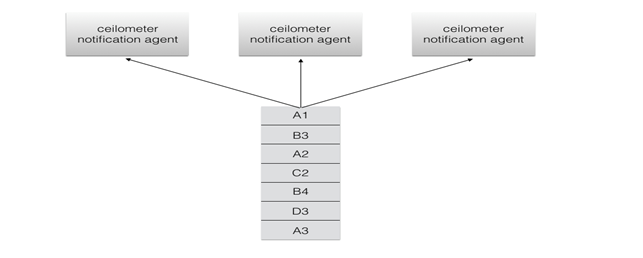 ceilometer
notification agent
ceilometer
notification agent
ceilometer
notification agent
A1
B3
A2
C2
B4
D3
A3